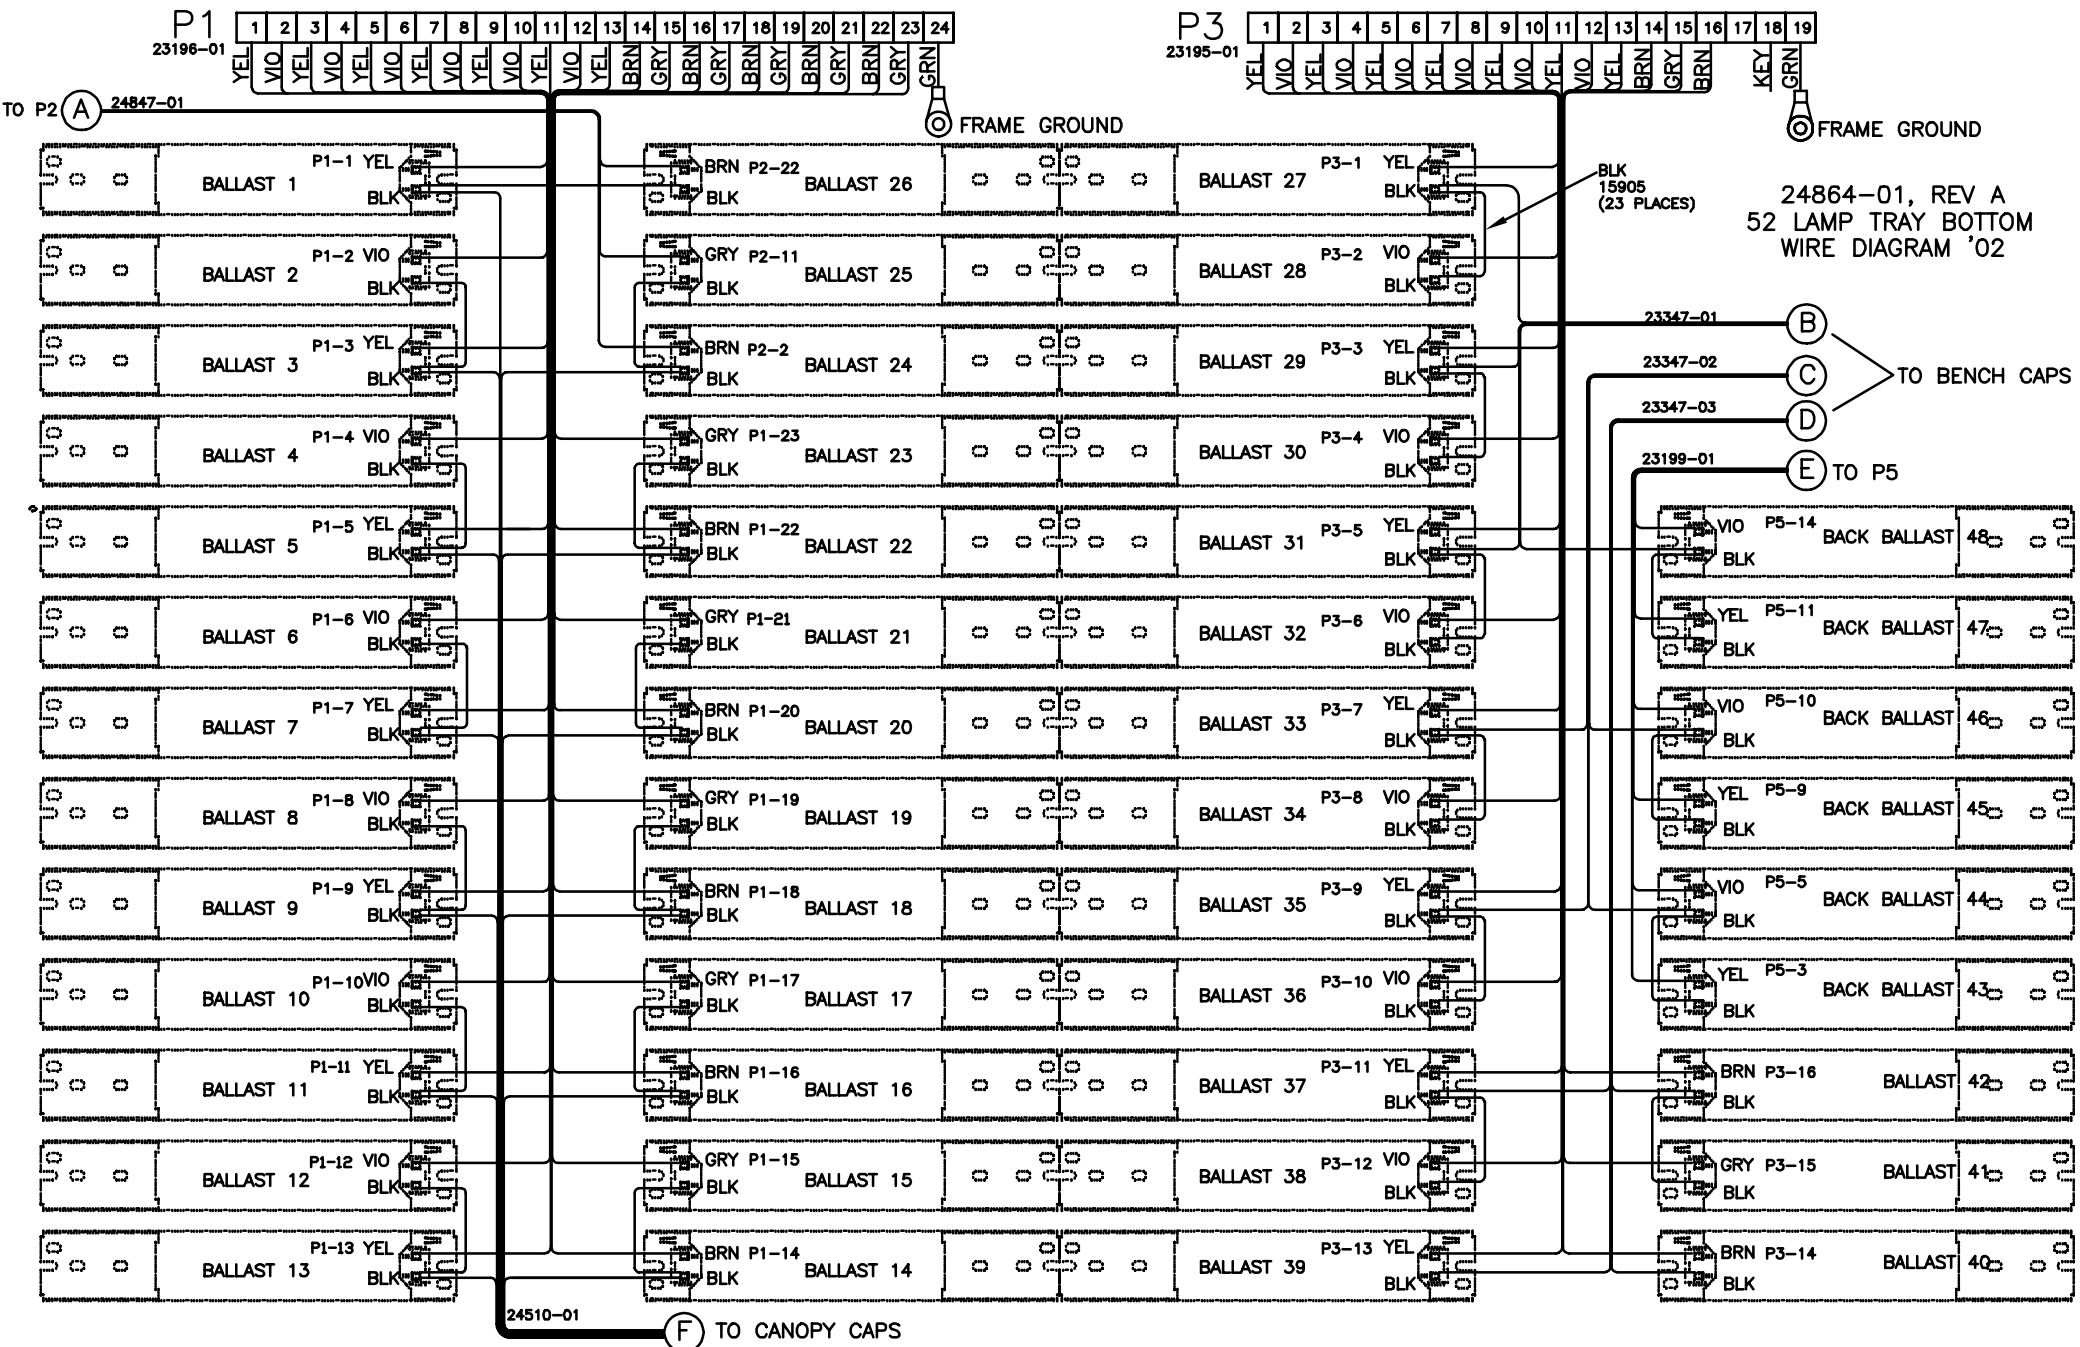 P1 1 2 3 4 5 6 7 8 9 10 11 12 13 18 15 16 17 18 19 20 21 22 23 24
23196-01
YEL VIO YEL VIO YEL VIO YEL VIO YEL VIO YEL VIO YEL BRN GRY BRN GRY BRN GRY BRN GRY BRN GRY GRN
P3 1 2 3 4 5 6 7 8 9 10 11 12 13 14 15 16 17 18 19
23195-01
YEL VIO YEL VIO YEL VIO YEL VIO YEL VIO YEL VIO YEL BRN GRY BRN KEY GRN
TO P2 A 24847-01
FRAME GROUND
FRAME GROUND
BLK
15905
(23 PLACES)
24864-01, REV A
52 LAMP TRAY BOTTOM
WIRE DIAGRAM '02
BALLAST 1 P1-1 YEL
BLK
BRN P2-22
BALLAST 26
BLK
BALLAST 27 P3-1 YEL
BLK
BALLAST 2 P1-2 VIO
BLK
GRY P2-11
BALLAST 25
BLK
BALLAST 28 P3-2 VIO
BLK
BALLAST 3 P1-3 YEL
BLK
BRN P2-2
BALLAST 24
BLK
BALLAST 29 P3-3 YEL
BLK
23347-01 B
23347-02 C
TO BENCH CAPS
23347-03 D
23199-01 E TO P5
BALLAST 4 P1-4 VIO
BLK
GRY P1-23
BALLAST 23
BLK
BALLAST 30 P3-4 VIO
BLK
BALLAST 5 P1-5 YEL
BLK
BRN P1-22
BALLAST 22
BLK
BALLAST 31 P3-5 YEL
BLK
VIO P5-14
BACK BALLAST 48
BLK
BALLAST 6 P1-6 VIO
BLK
GRY P1-21
BALLAST 21
BLK
BALLAST 32 P3-6 VIO
BLK
YEL P5-11
BACK BALLAST 47
BLK
BALLAST 7 P1-7 YEL
BLK
BRN P1-20
BALLAST 20
BLK
BALLAST 33 P3-7 YEL
BLK
VIO P5-10
BACK BALLAST 46
BLK
BALLAST 8 P1-8 VIO
BLK
GRY P1-19
BALLAST 19
BLK
BALLAST 34 P3-8 VIO
BLK
YEL P5-9
BACK BALLAST 45
BLK
BALLAST 9 P1-9 YEL
BLK
BRN P1-18
BALLAST 18
BLK
BALLAST 35 P3-9 YEL
BLK
VIO P5-5
BACK BALLAST 44
BLK
BALLAST 10 P1-10 VIO
BLK
GRY P1-17
BALLAST 17
BLK
BALLAST 36 P3-10 VIO
BLK
YEL P5-3
BACK BALLAST 43
BLK
BALLAST 11 P1-11 YEL
BLK
BRN P1-16
BALLAST 16
BLK
BALLAST 37 P3-11 YEL
BLK
BRN P3-16
BALLAST 42
BLK
BALLAST 12 P1-12 VIO
BLK
GRY P1-15
BALLAST 15
BLK
BALLAST 38 P3-12 VIO
BLK
GRY P3-15
BALLAST 41
BLK
BALLAST 13 P1-13 YEL
BLK
BRN P1-14
BALLAST 14
BLK
BALLAST 39 P3-13 YEL
BLK
BRN P3-14
BALLAST 40
BLK
24510-01 F TO CANOPY CAPS